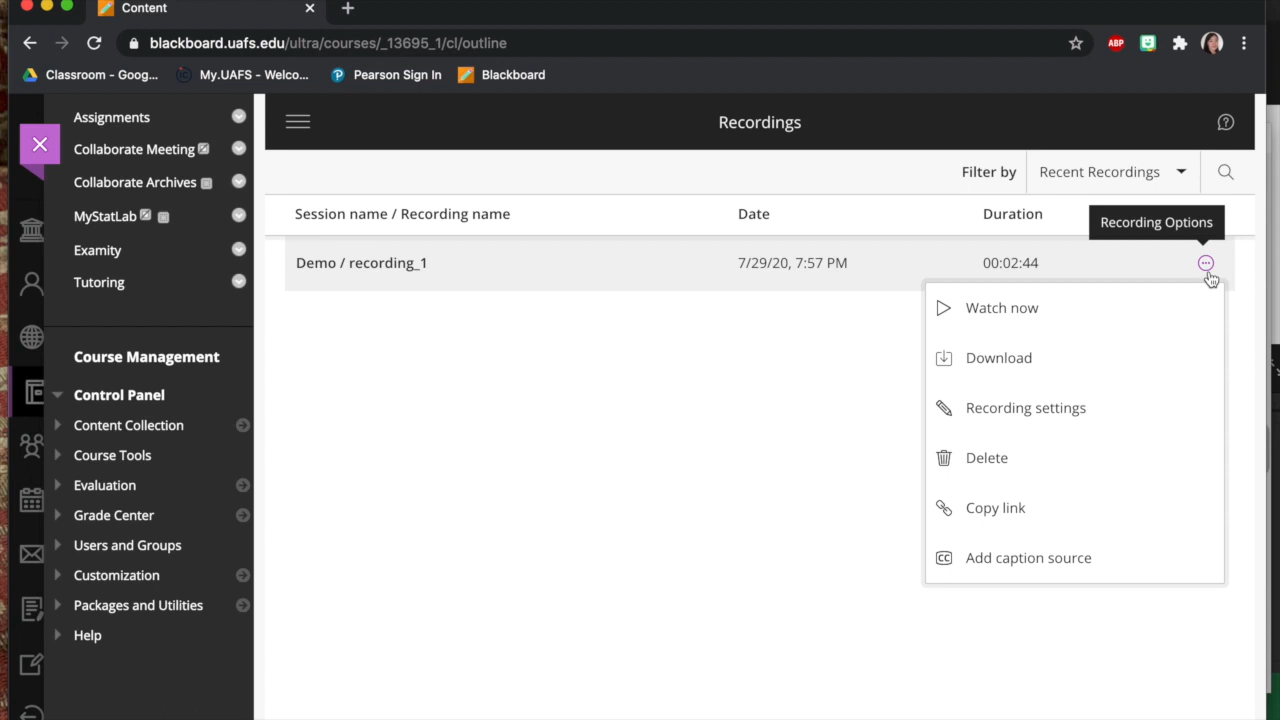 Content
blackboard.uafs.edu/ultra/courses/_13695_1/cl/outline
ABP
Classroom - Goog...
My.UAFS - Welco...
Pearson Sign In
Blackboard
Assignments
Collaborate Meeting
Collaborate Archives
MyStatLab
Examity
Tutoring
Course Management
Control Panel
Content Collection
Course Tools
Evaluation
Grade Center
Users and Groups
Customization
Packages and Utilities
Help
Recordings
Filter by
Recent Recordings
Session name / Recording name
Date
Duration
Recording Options
Demo / recording_1
7/29/20, 7:57 PM
00:02:44
Watch now
Download
Recording settings
Delete
Copy link
CC
Add caption source